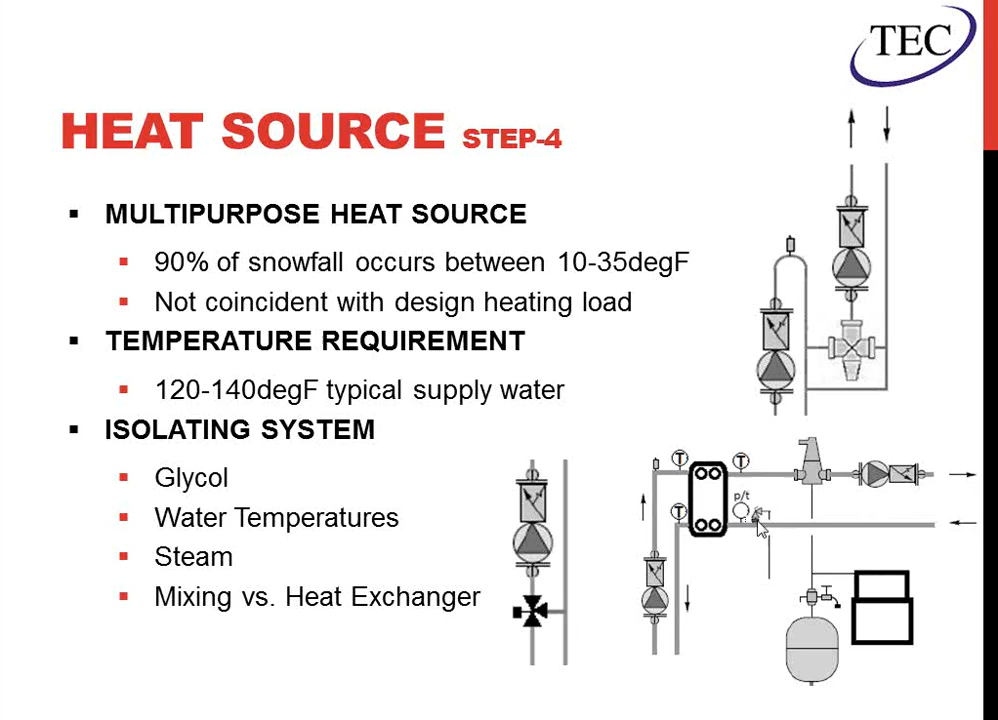 TEC
HEAT SOURCE STEP-4
▪ MULTIPURPOSE HEAT SOURCE
▪ 90% of snowfall occurs between 10-35degF
▪ Not coincident with design heating load
▪ TEMPERATURE REQUIREMENT
▪ 120-140degF typical supply water
▪ ISOLATING SYSTEM
▪ Glycol
▪ Water Temperatures
▪ Steam
▪ Mixing vs. Heat Exchanger
T
T
p/t
T